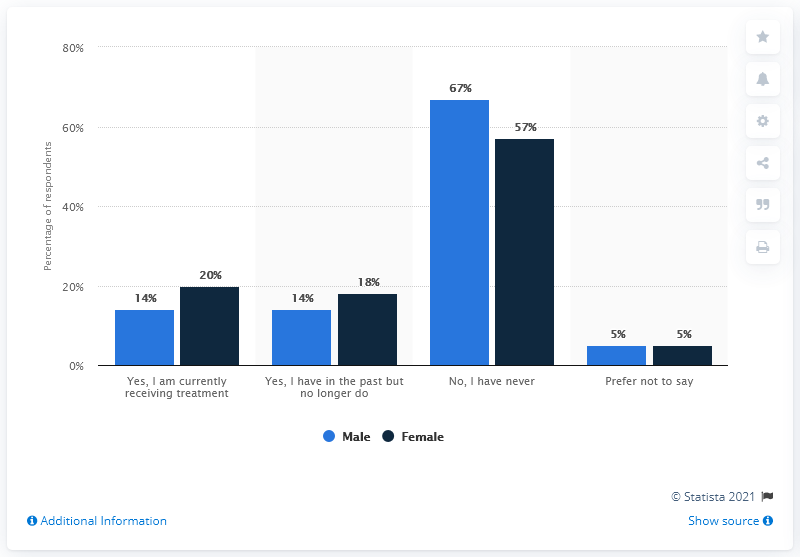 80%
60%
40%
20%
0%
Percentage of respondents
14%
20%
14%
18%
67%
57%
5%
5%
Yes, I am currently
receiving treatment
Yes, I have in the past but
no longer do
No, I have never
Prefer not to say
Male
Female
© Statista 2021
Additional Information
Show source